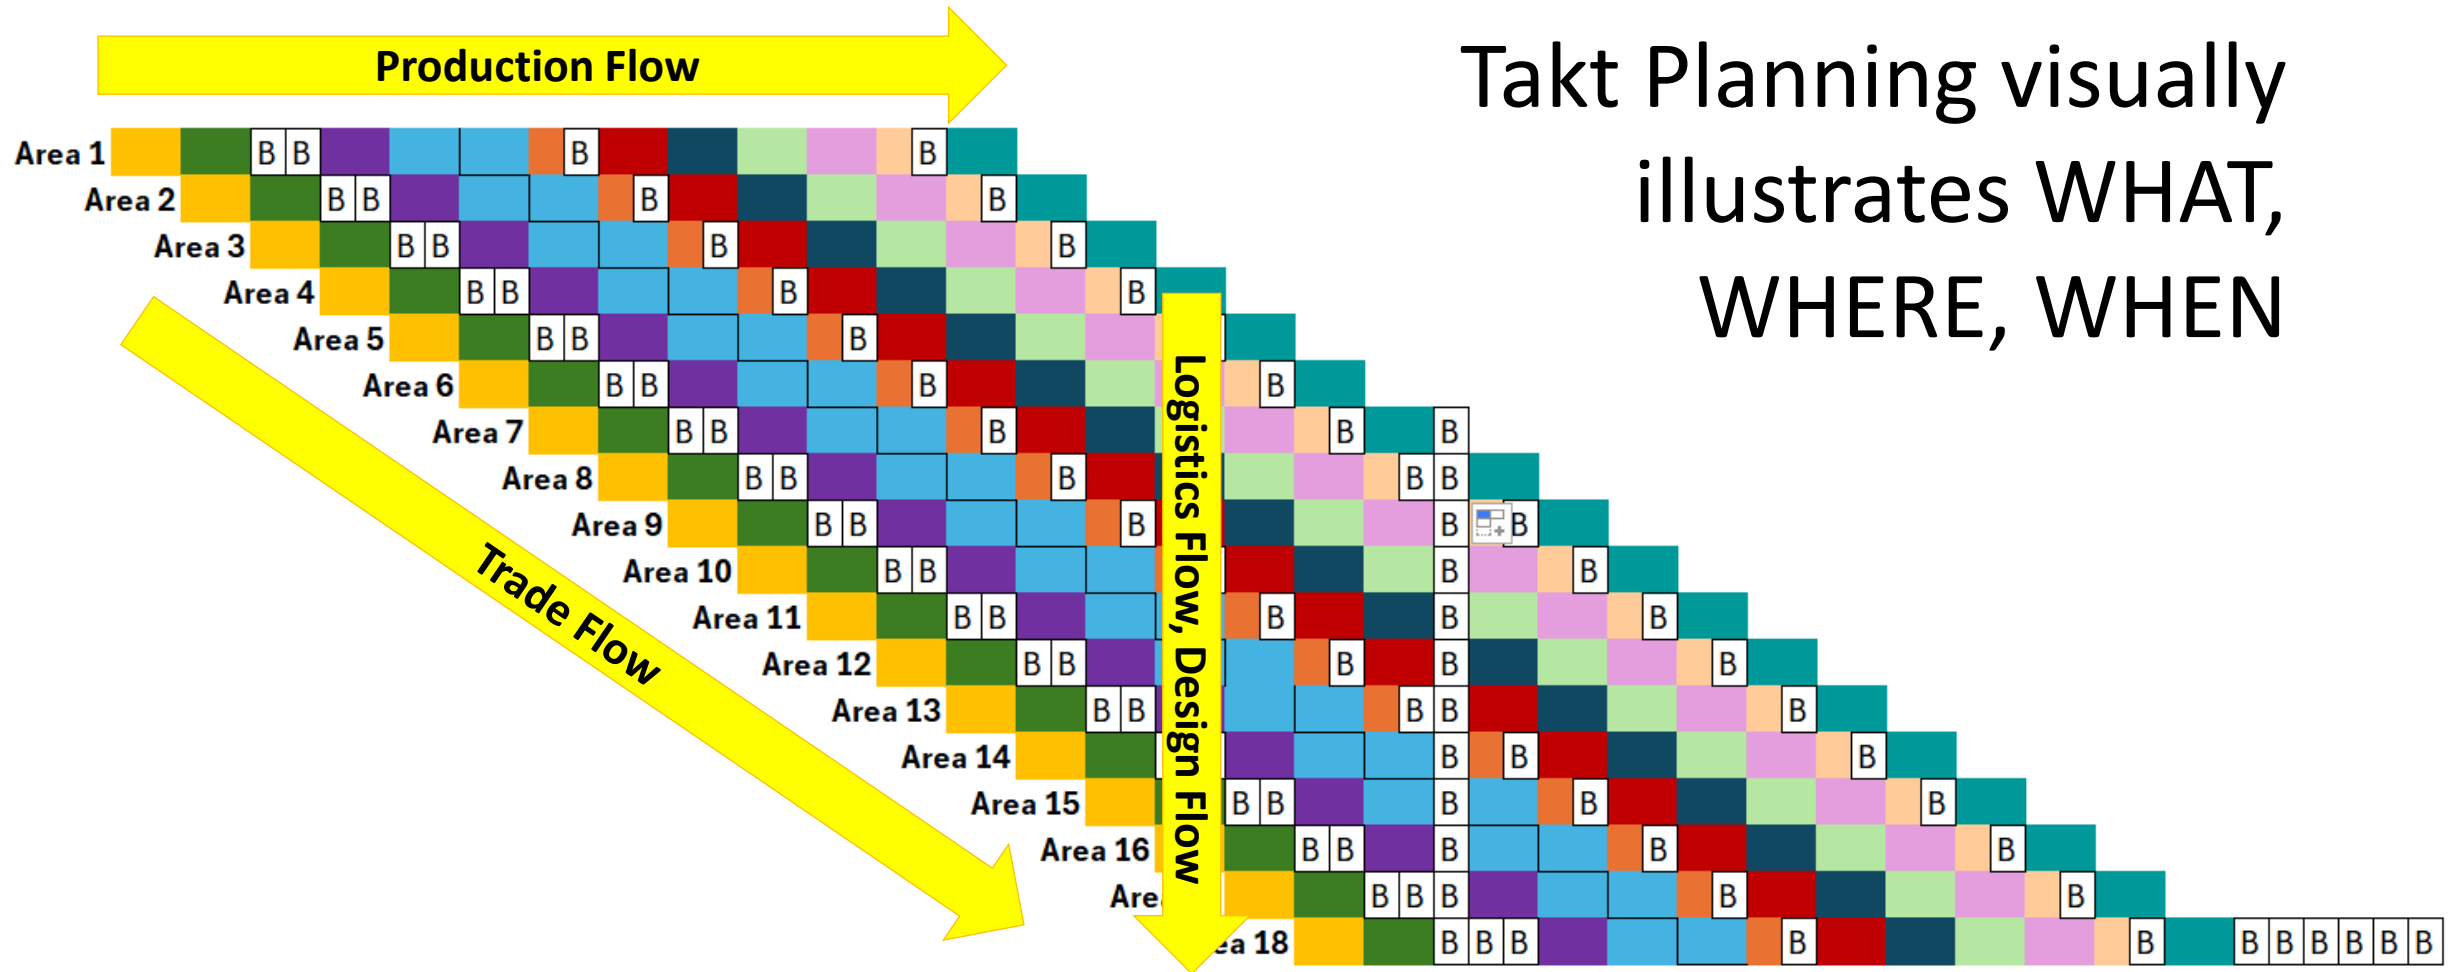 Production Flow
Takt Planning visually
illustrates WHAT,
WHERE, WHEN
Area 1 B B B B
Area 2 B B B B
Area 3 B B B B
Area 4 B B B B
Area 5 B B B
Area 6 B B B B
Area 7 B B B B B
Area 8 B B B B B
Area 9 B B B B B
Area 10 B B B B
Area 11 B B B B B
Area 12 B B B B B
Area 13 B B B B B
Area 14 B B B
Area 15 B B B B B
Area 16 B B B B B
B B B B B
18 B B B B B B B B B B B
Trade Flow
Logistics Flow, Design Flow